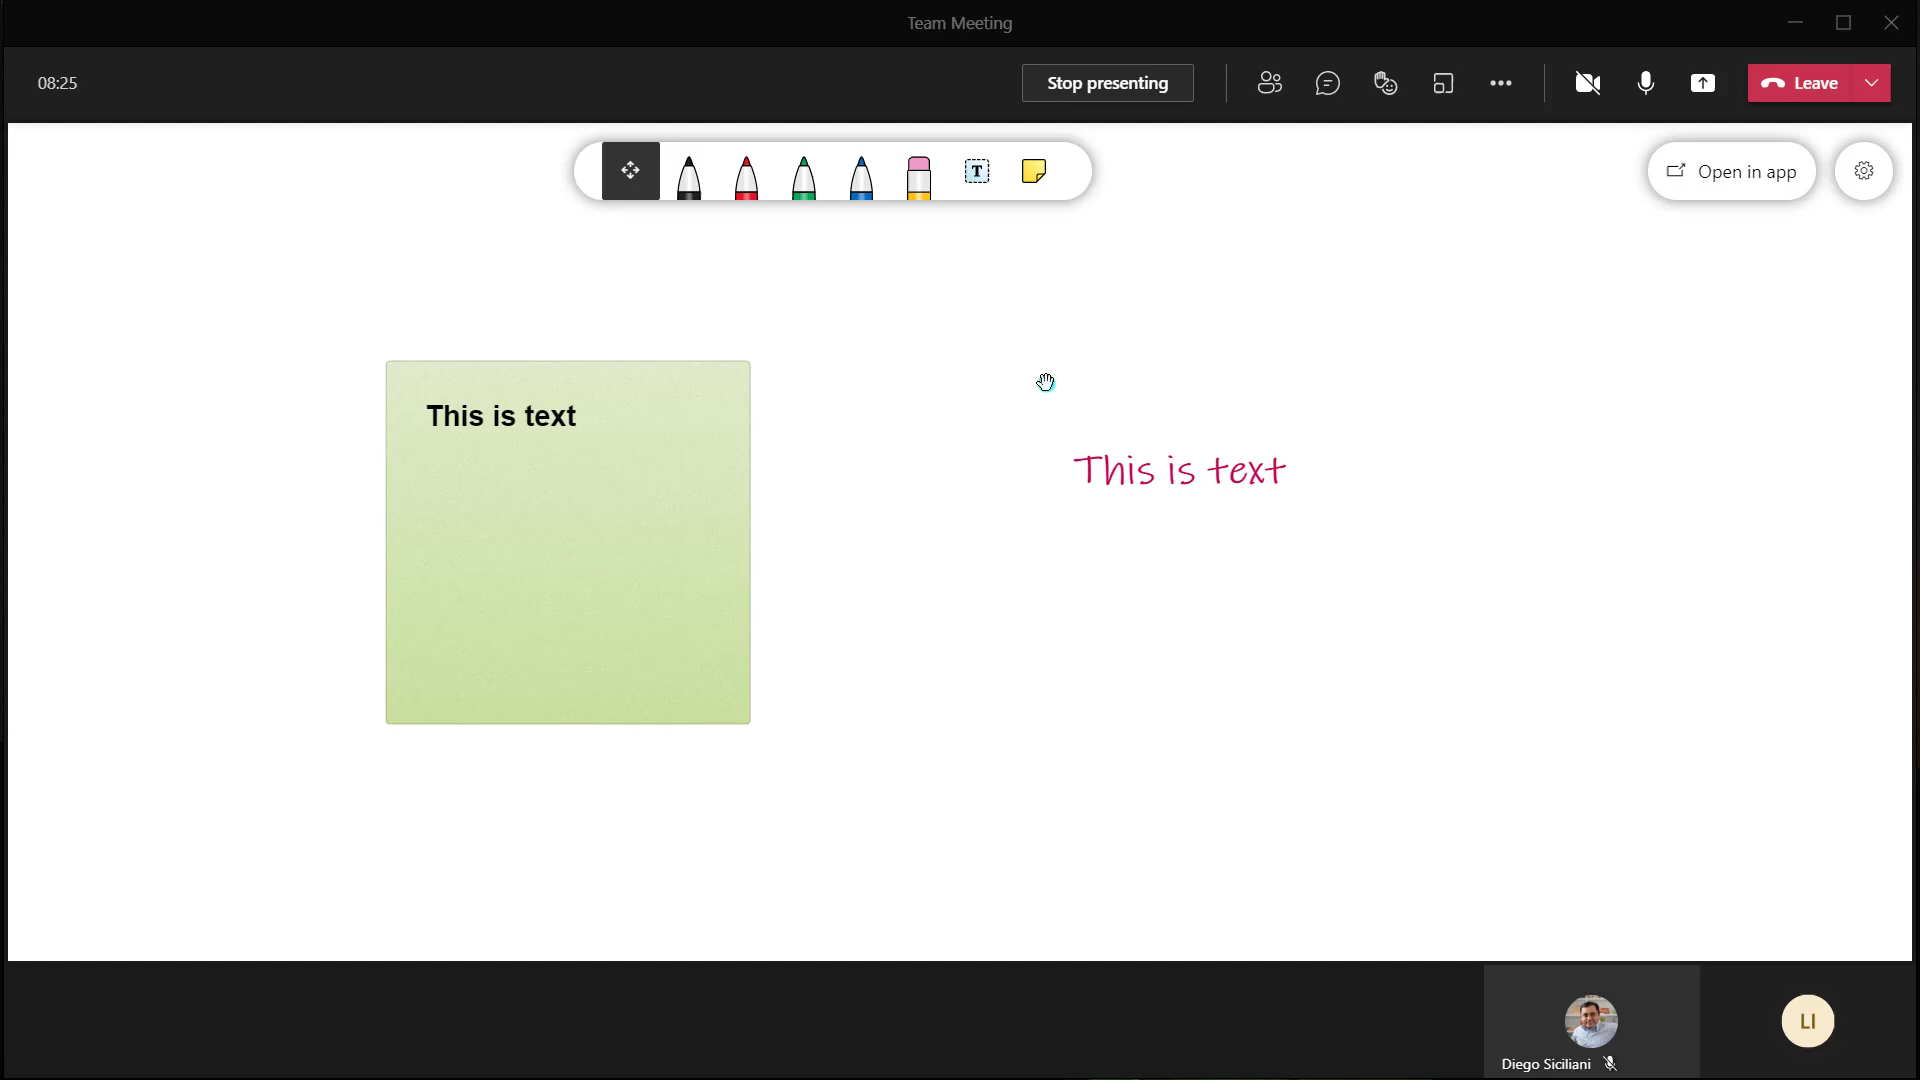 Team Meeting
08:25
Stop presenting
Leave
T
Open in app
This is text
This is text
Diego Siciliani
LI